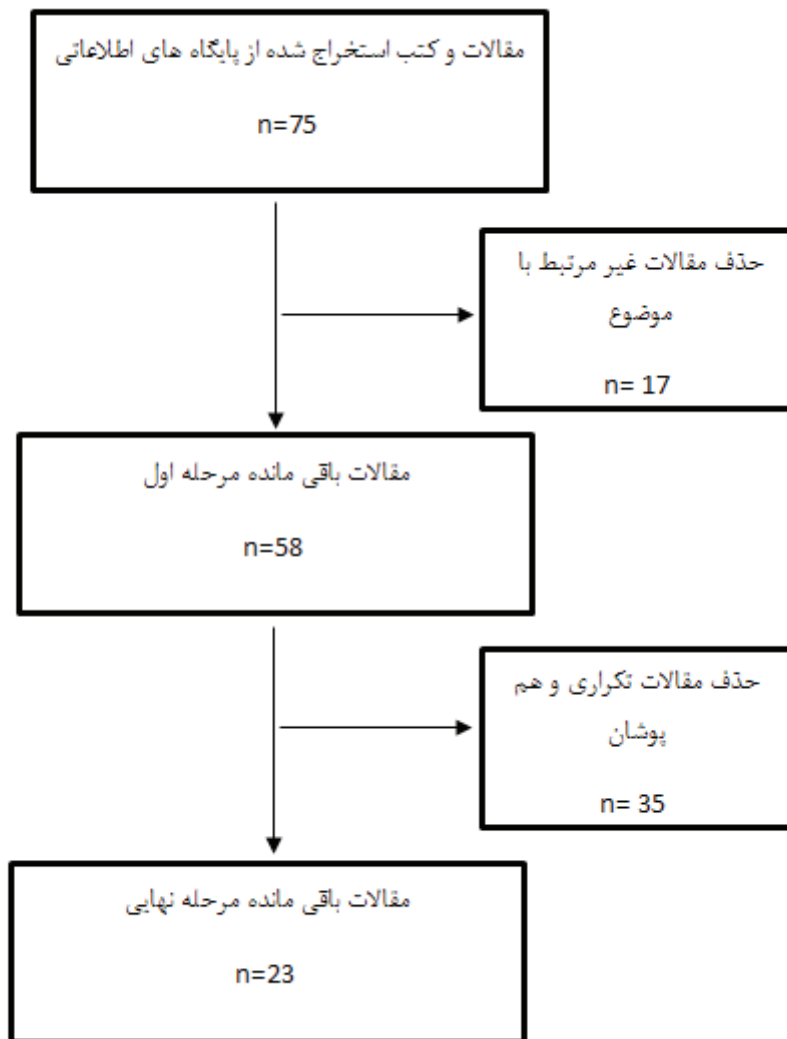 مقالات و کتب استخراج شده از پایگاه های اطلاعاتی
n=75
حذف مقالات غیر مرتبط با
موضوع
n= 17
مقالات باقی مانده مرحله اول
n=58
حذف مقالات تکراری و هم
پوشان
n= 35
مقالات باقی مانده مرحله نهایی
n=23